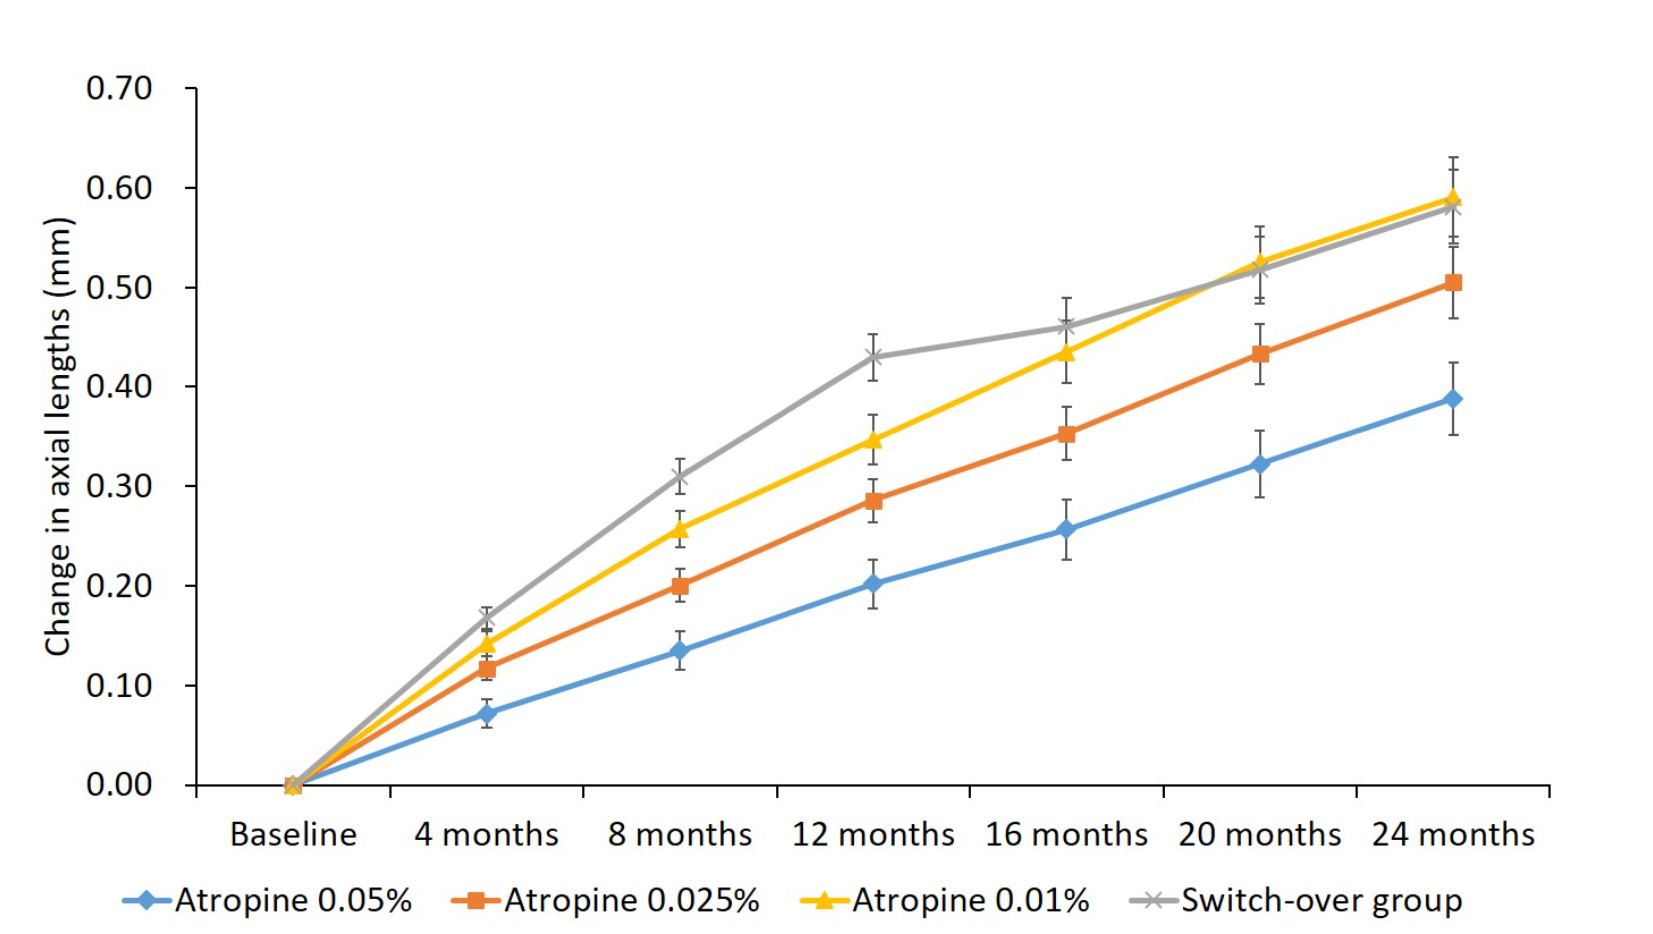 Change in axial lengths (mm)
0.70
0.60
0.50
0.40
0.30
0.20
0.10
0.00
Baseline 4 months 8 months 12 months 16 months 20 months 24 months
Atropine 0.05% Atropine 0.025% Atropine 0.01% Switch-over group